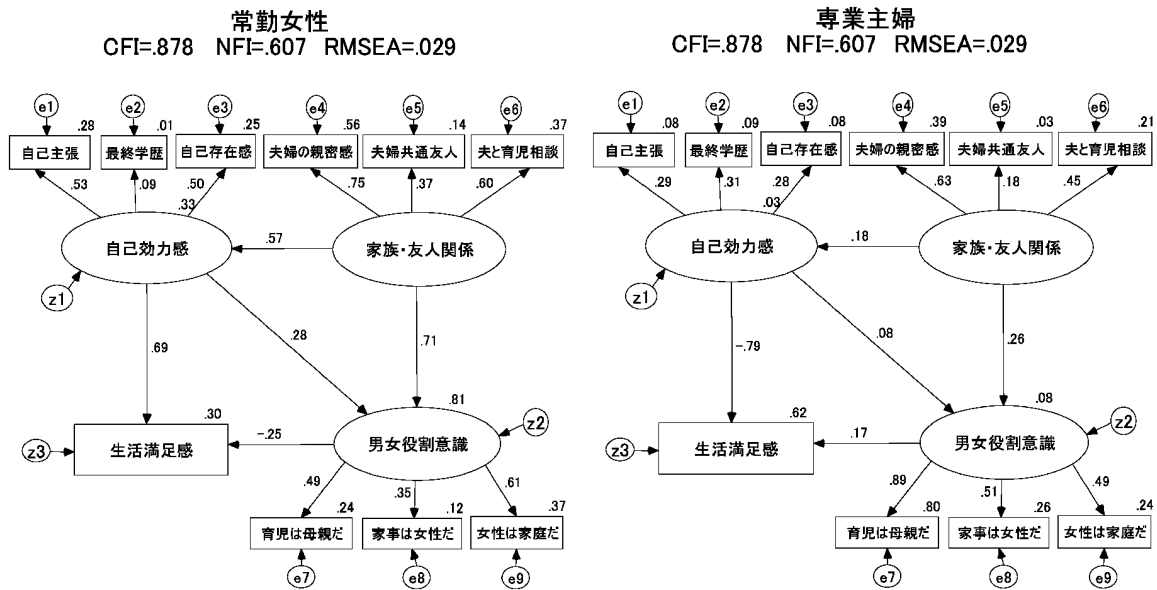 常勤女性
CFI=.878 NFI=.607 RMSEA=.029
e1 e2 e3 e4 e5 e6
.28 .01 .25 .56 .14 .37
自己主張 最終学歴 自己存在感 夫婦の親密感 夫婦共通友人 夫と育児相談
.53 .09 .50 .75 .37 .60
.33
自己効力感 .57 家族・友人関係
z1
.28 .71
.69
.81
.30 z2
z3 生活満足感 -.25 男女役割意識
.49 .35 .61
.24 .12 .37
育児は母親だ 家事は女性だ 女性は家庭だ
e7 e8 e9
専業主婦
CFI=.878 NFI=.607 RMSEA=.029
e1 e2 e3 e4 e5 e6
.08 .09 .08 .39 .03 .21
自己主張 最終学歴 自己存在感 夫婦の親密感 夫婦共通友人 夫と育児相談
.29 .31 .28 .63 .18 .45
.03
自己効力感 .18 家族・友人関係
z1
.08 .26
-.79
.08
.62 z2
z3 生活満足感 .17 男女役割意識
.89 .51 .49
.80 .26 .24
育児は母親だ 家事は女性だ 女性は家庭だ
e7 e8 e9